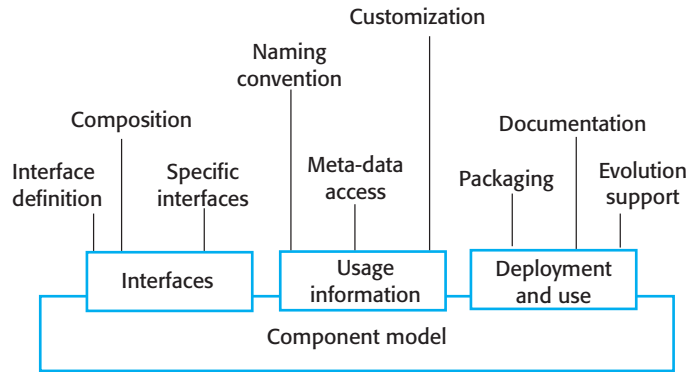 Customization
Naming
convention
Composition
Documentation
Interface
definition
Specific
interfaces
Meta-data
access
Packaging
Evolution
support
Interfaces
Usage
information
Deployment
and use
Component model